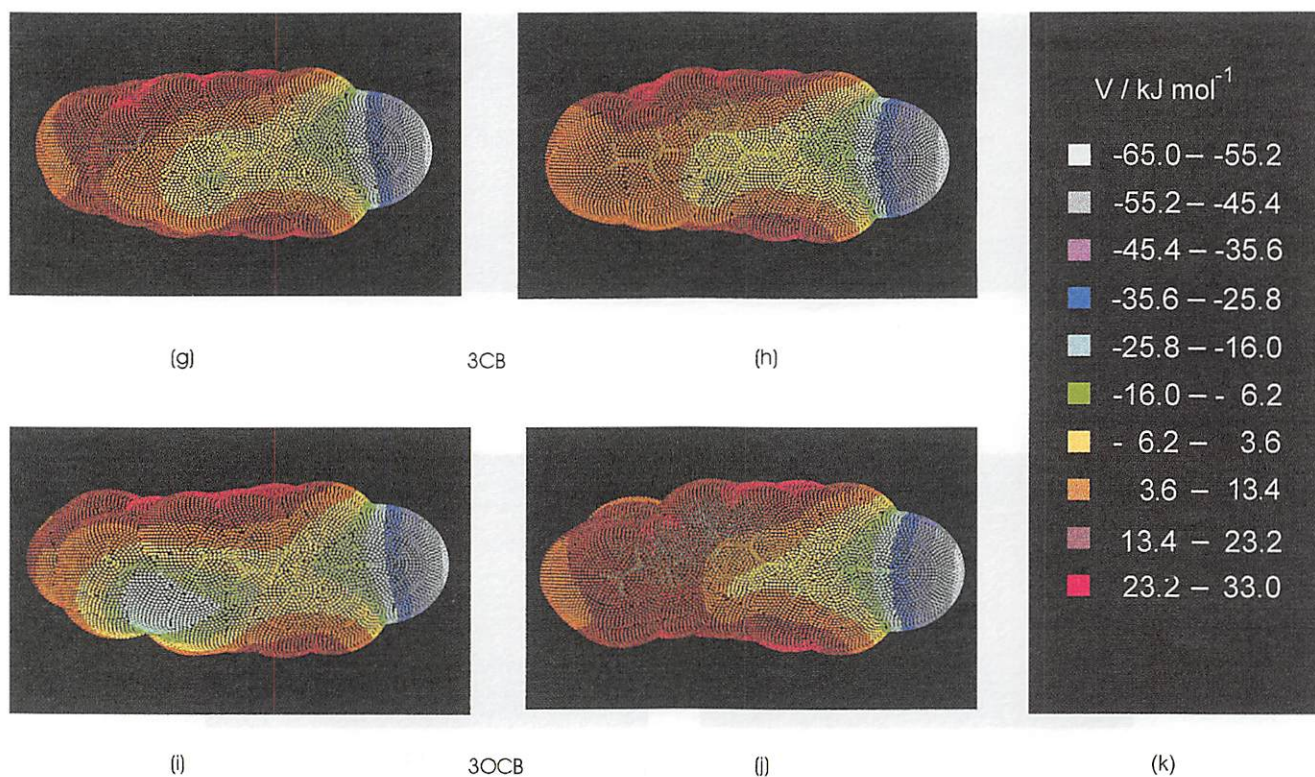 V / kJ mol⁻¹
-65.0 – -55.2
-55.2 – -45.4
-45.4 – -35.6
-35.6 – -25.8
-25.8 – -16.0
-16.0 – - 6.2
- 6.2 – 3.6
3.6 – 13.4
13.4 – 23.2
23.2 – 33.0
(g) 3CB (h)
(i) 3OCB (j) (k)